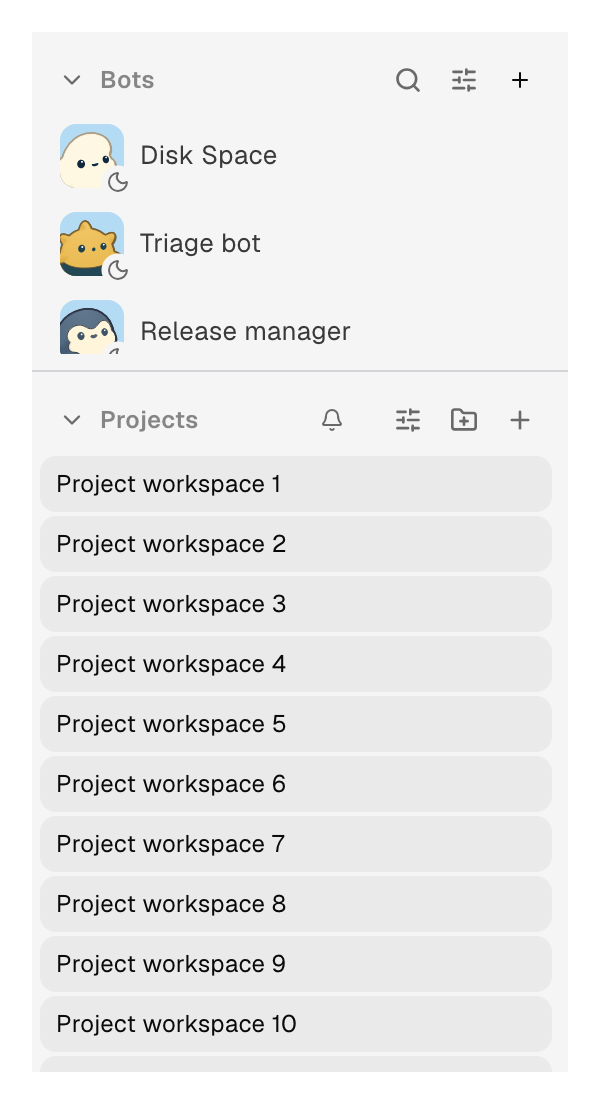 Bots
Disk Space
Triage bot
Release manager
Projects
Project workspace 1
Project workspace 2
Project workspace 3
Project workspace 4
Project workspace 5
Project workspace 6
Project workspace 7
Project workspace 8
Project workspace 9
Project workspace 10